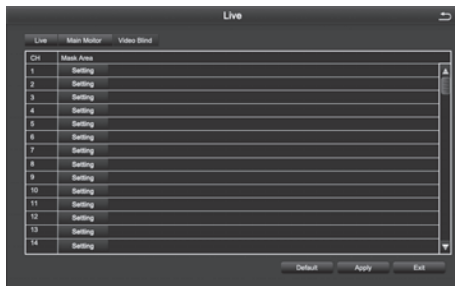 Live
Live Main Moitor Video Blind
CH Mask Area
1 Setting
2 Setting
3 Setting
4 Setting
5 Setting
6 Setting
7 Setting
8 Setting
9 Setting
10 Setting
11 Setting
12 Setting
13 Setting
14 Setting
Default Apply Exit